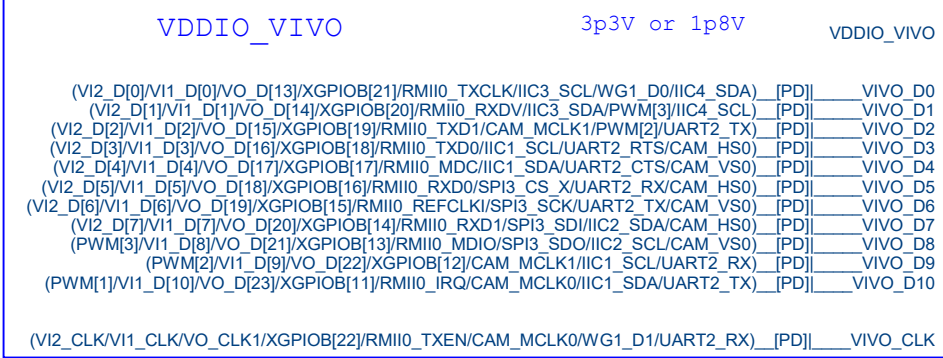 VDDIO_VIVO 3p3V or 1p8V VDDIO_VIVO
(VI2_D[0]/VI1_D[0]/VO_D[13]/XGPIOB[21]/RMII0_TXCLK/IIC3_SCL/WG1_D0/IIC4_SDA)__[PD]|_____VIVO_D0
(VI2_D[1]/VI1_D[1]/VO_D[14]/XGPIOB[20]/RMII0_RXDV/IIC3_SDA/PWM[3]/IIC4_SCL)__[PD]|_____VIVO_D1
(VI2_D[2]/VI1_D[2]/VO_D[15]/XGPIOB[19]/RMII0_TXD1/CAM_MCLK1/PWM[2]/UART2_TX)__[PD]|_____VIVO_D2
(VI2_D[3]/VI1_D[3]/VO_D[16]/XGPIOB[18]/RMII0_TXD0/IIC1_SCL/UART2_RTS/CAM_HS0)__[PD]|_____VIVO_D3
(VI2_D[4]/VI1_D[4]/VO_D[17]/XGPIOB[17]/RMII0_MDC/IIC1_SDA/UART2_CTS/CAM_VS0)__[PD]|_____VIVO_D4
(VI2_D[5]/VI1_D[5]/VO_D[18]/XGPIOB[16]/RMII0_RXD0/SPI3_CS_X/UART2_RX/CAM_HS0)__[PD]|_____VIVO_D5
(VI2_D[6]/VI1_D[6]/VO_D[19]/XGPIOB[15]/RMII0_REFCLKI/SPI3_SCK/UART2_TX/CAM_VS0)__[PD]|_____VIVO_D6
(VI2_D[7]/VI1_D[7]/VO_D[20]/XGPIOB[14]/RMII0_RXD1/SPI3_SDI/IIC2_SDA/CAM_HS0)__[PD]|_____VIVO_D7
(PWM[3]/VI1_D[8]/VO_D[21]/XGPIOB[13]/RMII0_MDIO/SPI3_SDO/IIC2_SCL/CAM_VS0)__[PD]|_____VIVO_D8
(PWM[2]/VI1_D[9]/VO_D[22]/XGPIOB[12]/CAM_MCLK1/IIC1_SCL/UART2_RX)__[PD]|_____VIVO_D9
(PWM[1]/VI1_D[10]/VO_D[23]/XGPIOB[11]/RMII0_IRQ/CAM_MCLK0/IIC1_SDA/UART2_TX)__[PD]|____VIVO_D10
(VI2_CLK/VI1_CLK/VO_CLK1/XGPIOB[22]/RMII0_TXEN/CAM_MCLK0/WG1_D1/UART2_RX)__[PD]|____VIVO_CLK